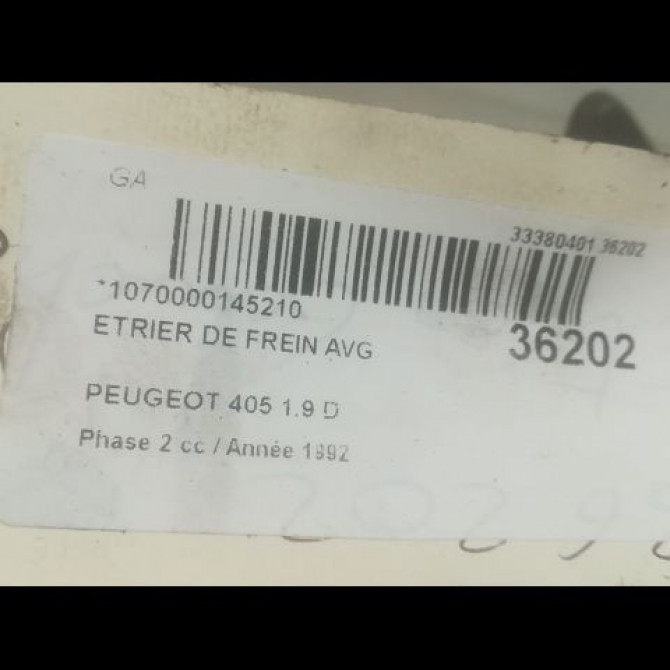 GA
33380401 36202
*1070000145210
36202
ETRIER DE FREIN AVG
PEUGEOT 405 1.9 D
Phase 2 cc / Année 1992